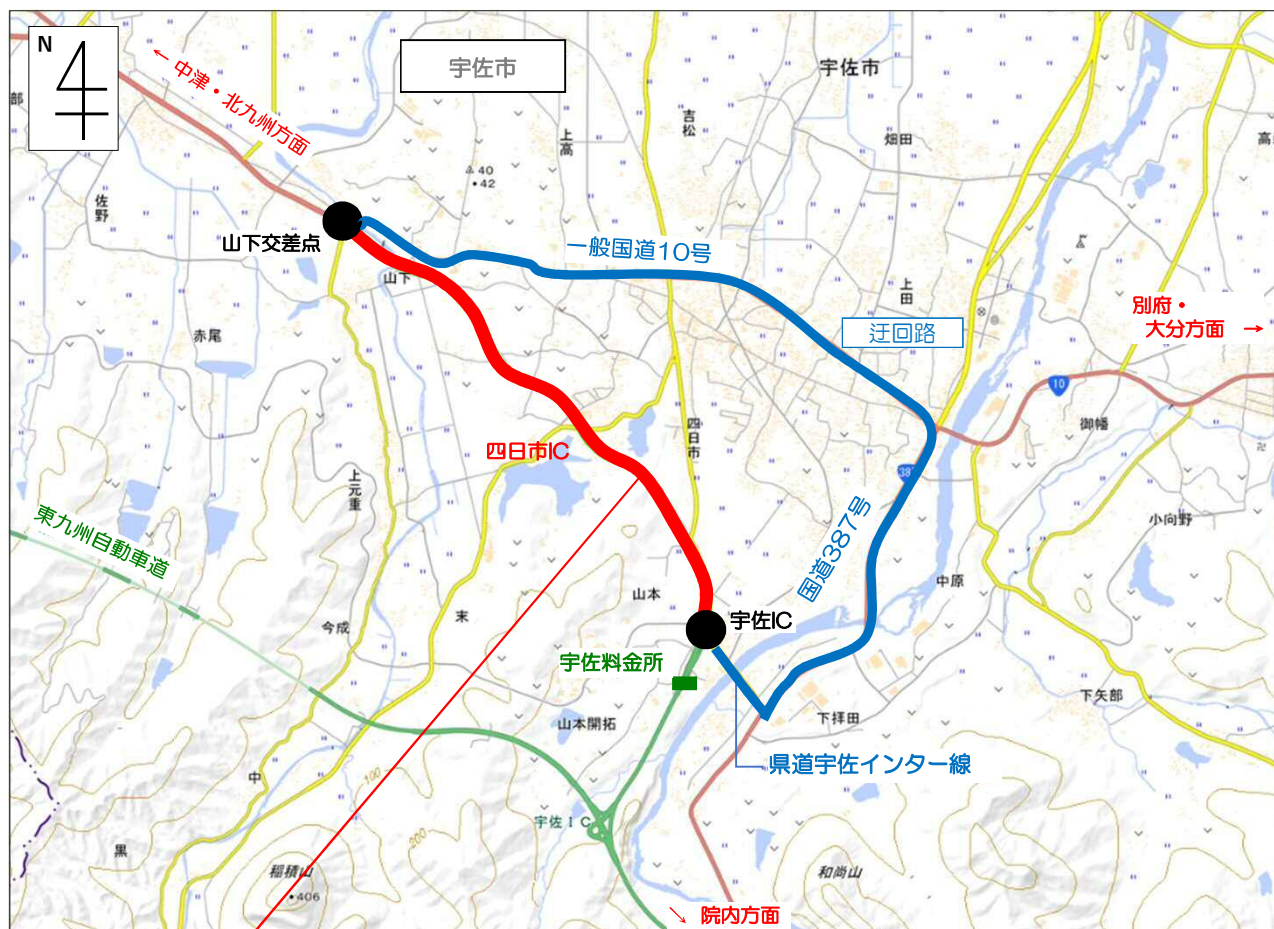 N
宇佐市
宇佐市
← 中津・北九州方面
部
吉松
上高
畑田
40
42
佐野
山下交差点
山下
一般国道10号
上田
別府・
大分方面 →
迂回路
赤尾
10
御幡
四日市
四日市IC
上元重
国道387号
小向野
東九州自動車道
中原
山本
宇佐IC
末
今成
宇佐料金所
下矢部
山本開拓
下拝田
県道宇佐インター線
中
100
宇佐IC
200
黒
稲積山
406
和尚山
↘ 院内方面